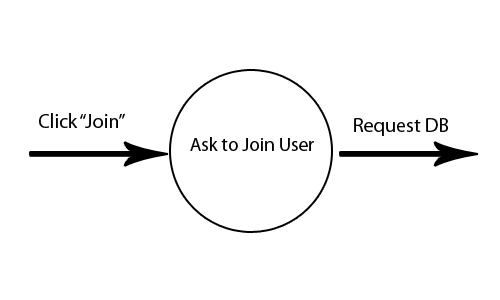 Click “Join”
Ask to Join User
Request DB